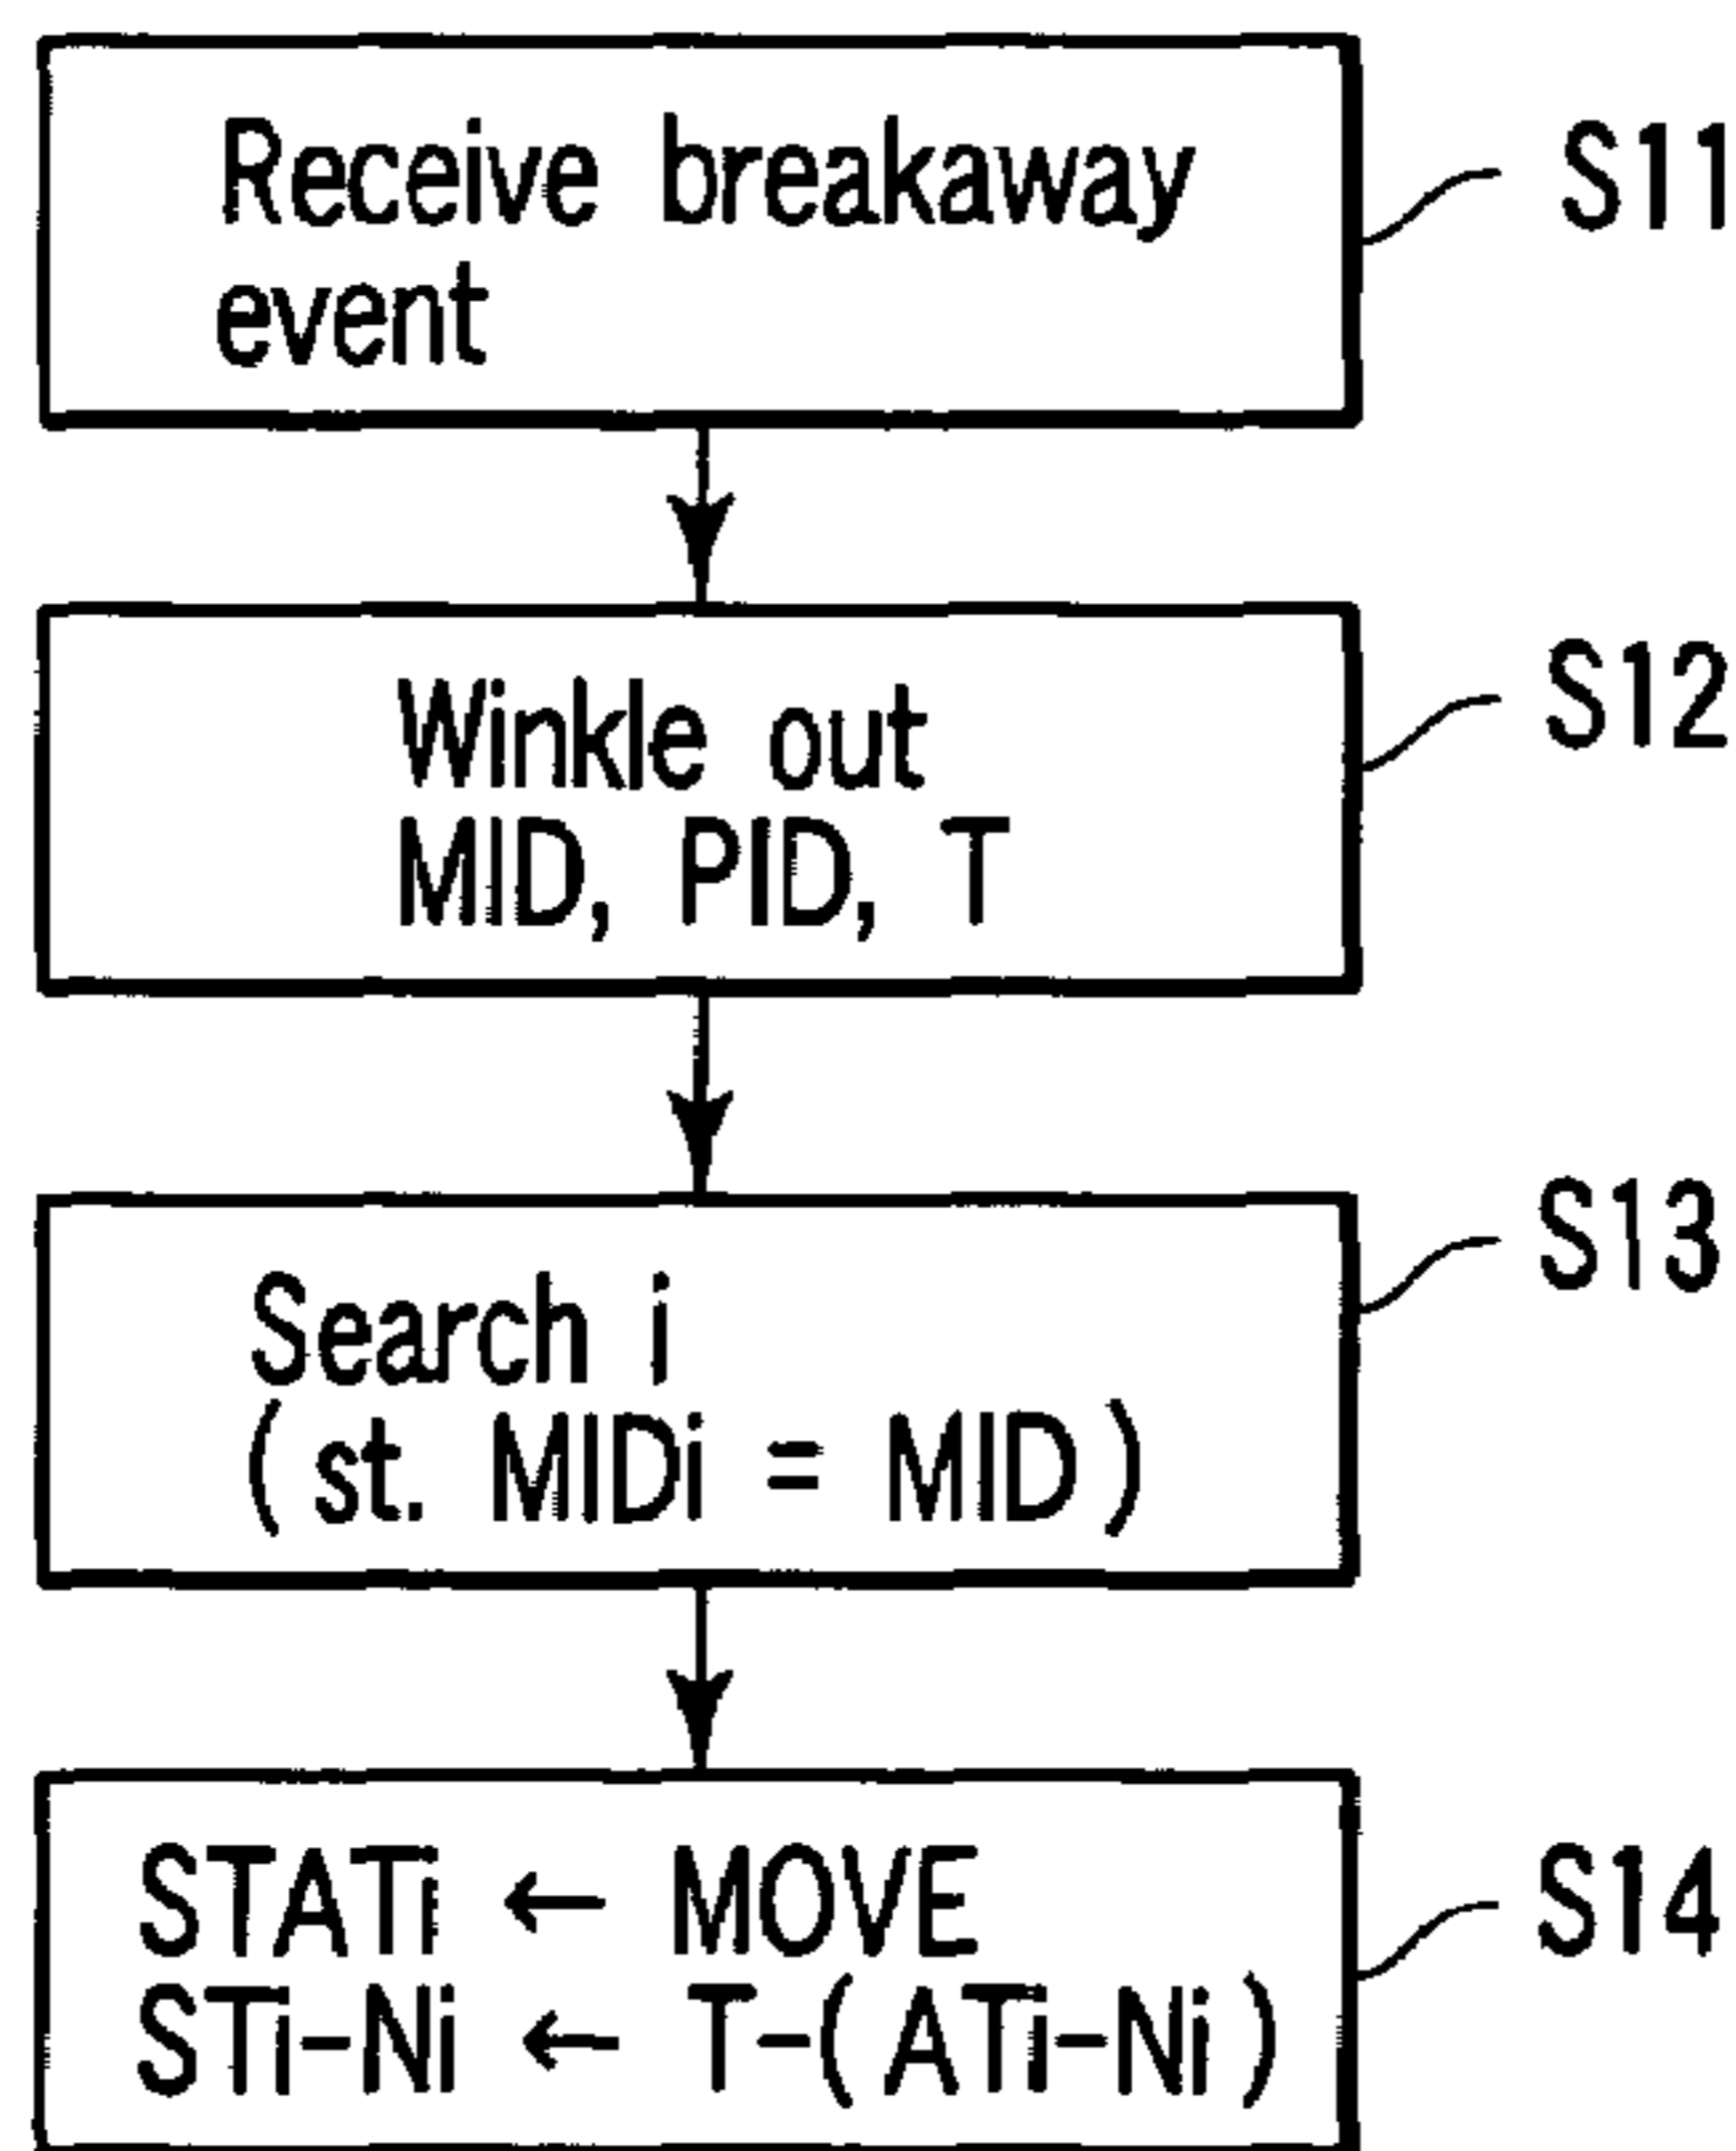 Receive breakaway
event
S11
Winkle out
MID, PID, T
S12
Search i
(st. MIDi = MID)
S13
STATi ← MOVE
STi-Ni ← T-(ATi-Ni)
S14